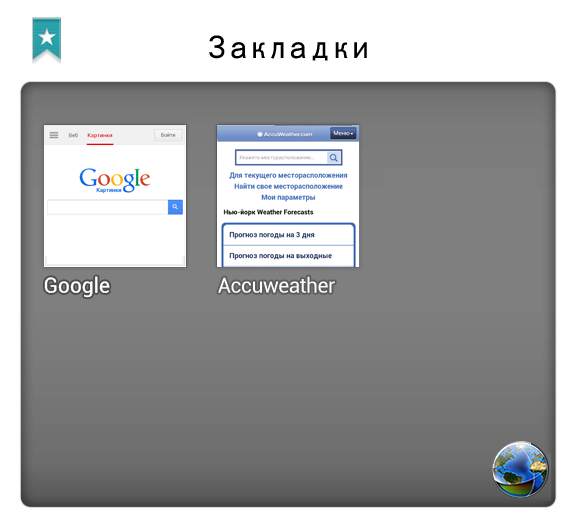 Закладки
Веб Картинки Войти
Google
Картинки
AccuWeather.com Меню
Укажите месторасположение...
Для текущего месторасположения
Найти свое месторасположение
Мои параметры
Нью-йорк Weather Forecasts
Прогноз погоды на 3 дня
Прогноз погоды на выходные
Google
Accuweather